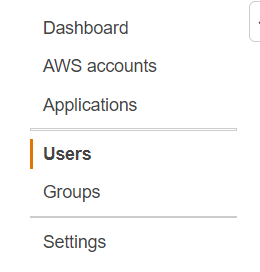 Dashboard
AWS accounts
Applications
Users
Groups
Settings